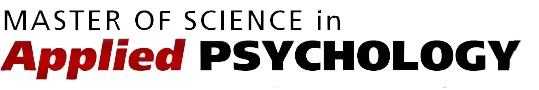 MASTER OF SCIENCE in
Applied PSYCHOLOGY